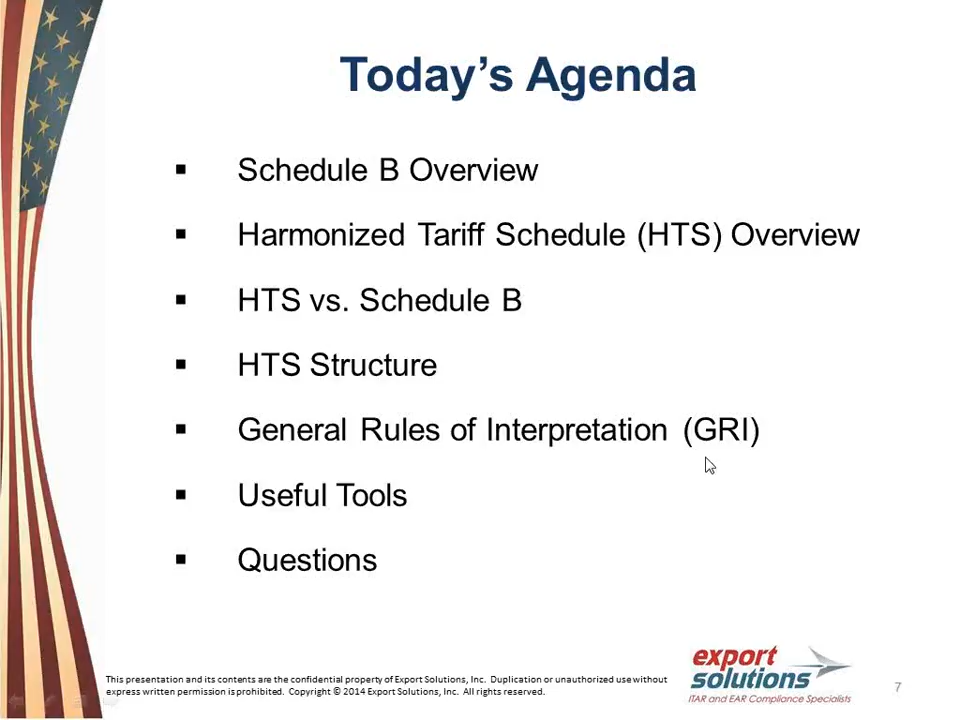 Today's Agenda
▪ Schedule B Overview
▪ Harmonized Tariff Schedule (HTS) Overview
▪ HTS vs. Schedule B
▪ HTS Structure
▪ General Rules of Interpretation (GRI)
▪ Useful Tools
▪ Questions
This presentation and its contents are the confidential property of Export Solutions, Inc. Duplication or unauthorized use without
express written permission is prohibited. Copyright © 2014 Export Solutions, Inc. All rights reserved.
export
solutions
ITAR and EAR Compliance Specialists
7